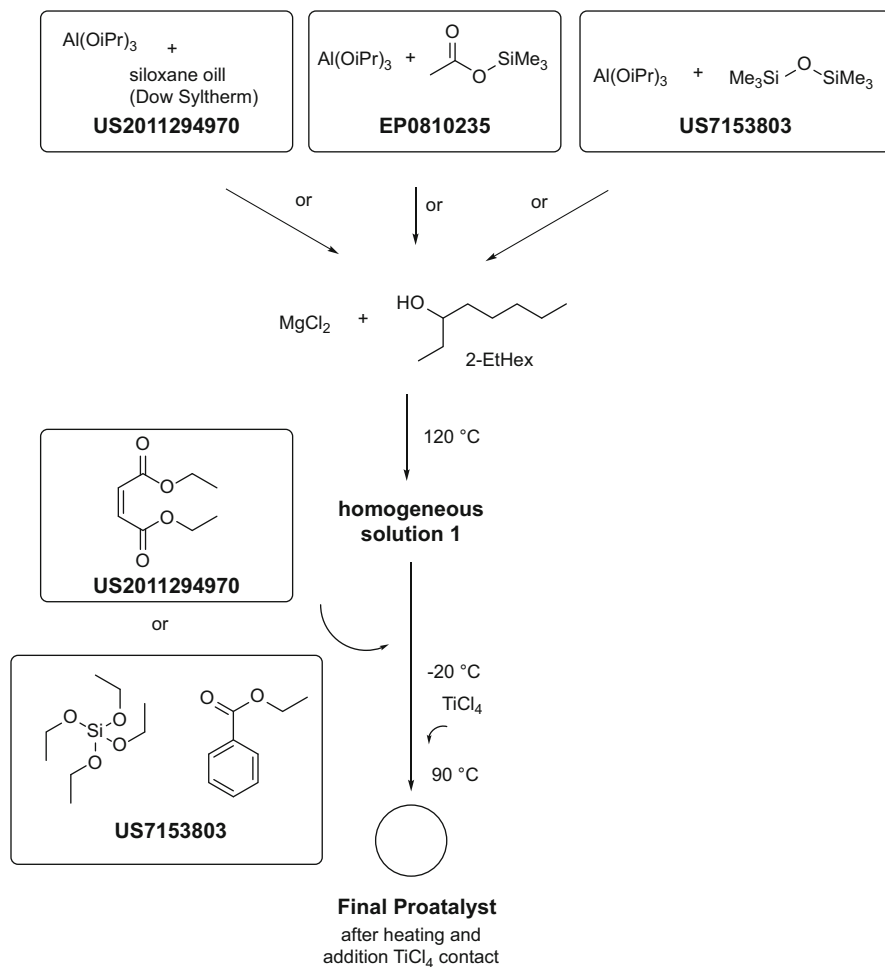 Al(OiPr)3 +
siloxane oill
(Dow Syltherm)
US2011294970
Al(OiPr)3 + O O SiMe3
EP0810235
Al(OiPr)3 + Me3Si O SiMe3
US7153803
or or or
MgCl2 + HO
2-EtHex
120 °C
homogeneous
solution 1
O
O
O
O
US2011294970
or
-20 °C
TiCl4
90 °C
O O Si O O
O O
US7153803
Final Proatalyst
after heating and
addition TiCl4 contact